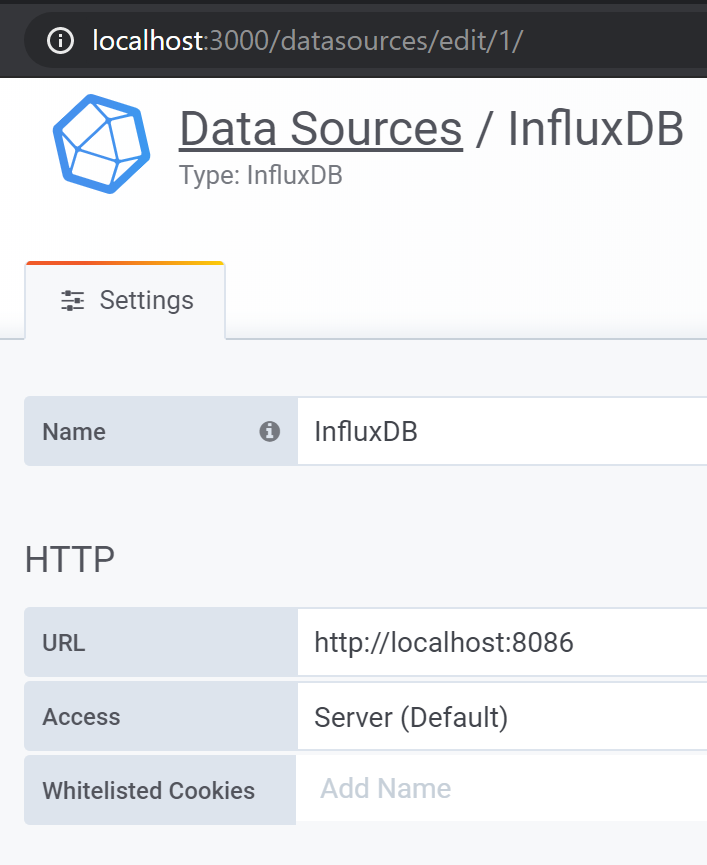 localhost:3000/datasources/edit/1/
Data Sources / InfluxDB
Type: InfluxDB
Settings
Name InfluxDB
HTTP
URL http://localhost:8086
Access Server (Default)
Whitelisted Cookies Add Name